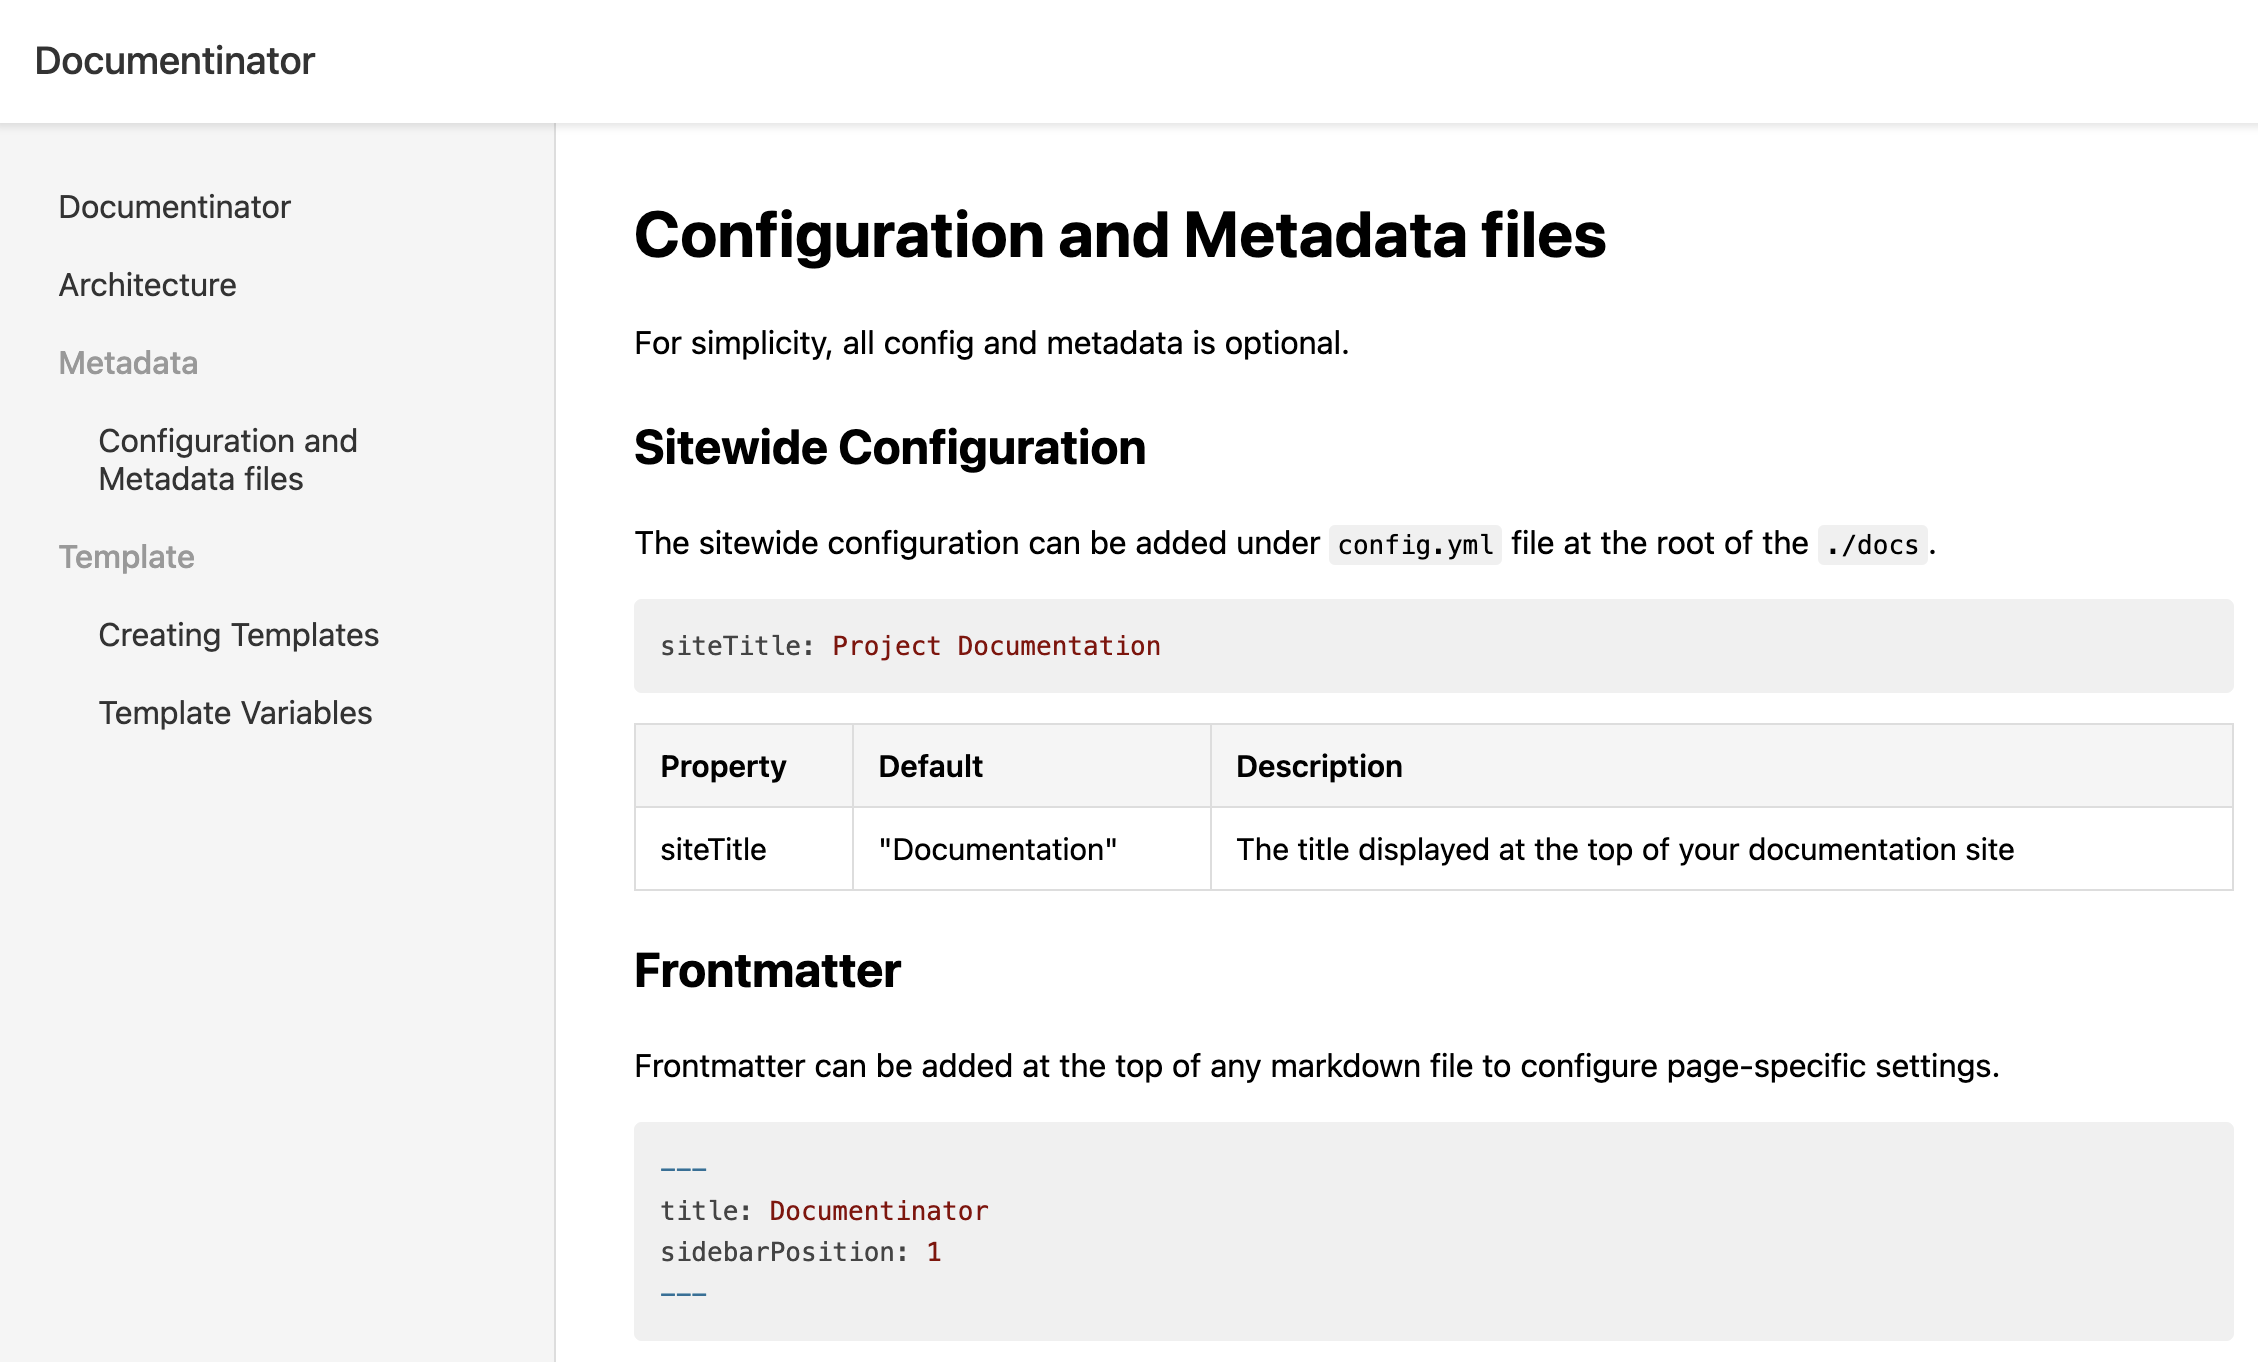 Documentinator
Documentinator
Architecture
Metadata
Configuration and
Metadata files
Template
Creating Templates
Template Variables
Configuration and Metadata files
For simplicity, all config and metadata is optional.
Sitewide Configuration
The sitewide configuration can be added under config.yml file at the root of the ./docs.
siteTitle: Project Documentation
Property Default Description
siteTitle "Documentation" The title displayed at the top of your documentation site
Frontmatter
Frontmatter can be added at the top of any markdown file to configure page-specific settings.
---
title: Documentinator
sidebarPosition: 1
---